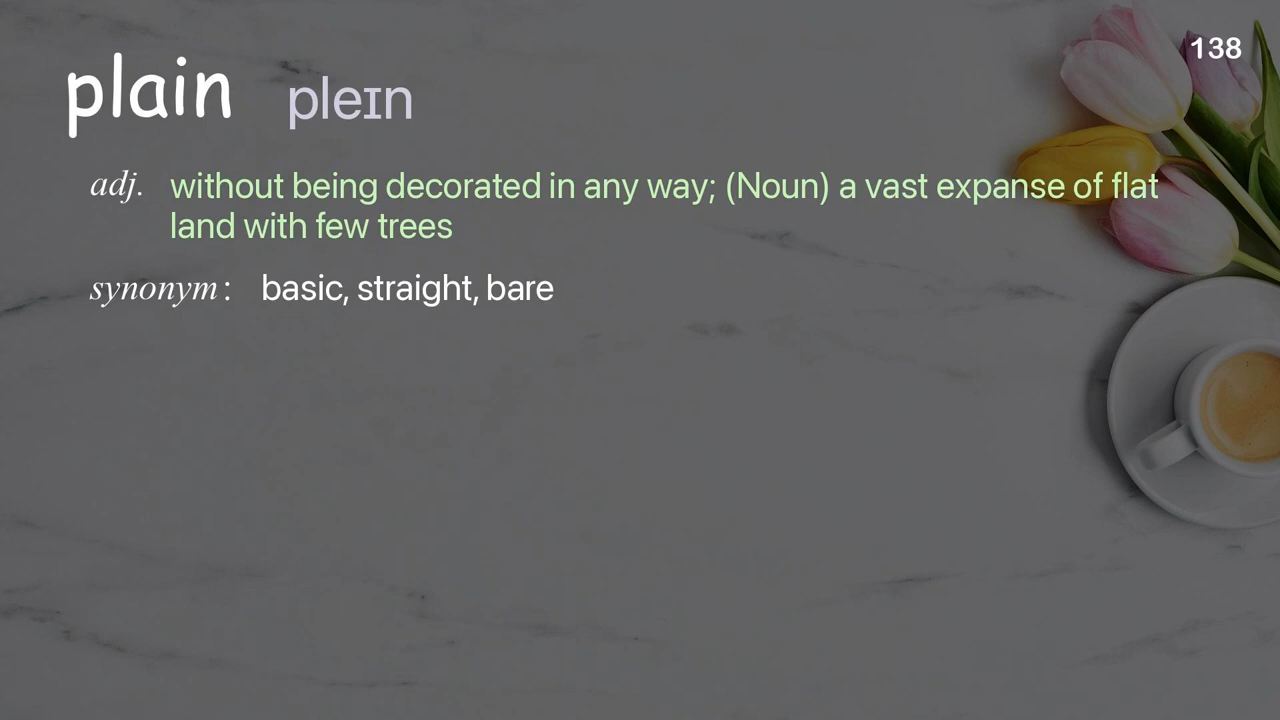 138
plain pleɪn
adj. without being decorated in any way; (Noun) a vast expanse of flat
land with few trees
synonym: basic, straight, bare